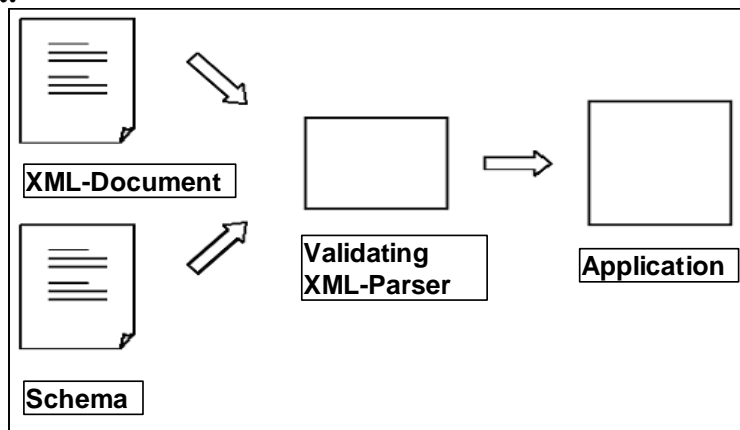 XML-Document
Validating
XML-Parser
Application
Schema